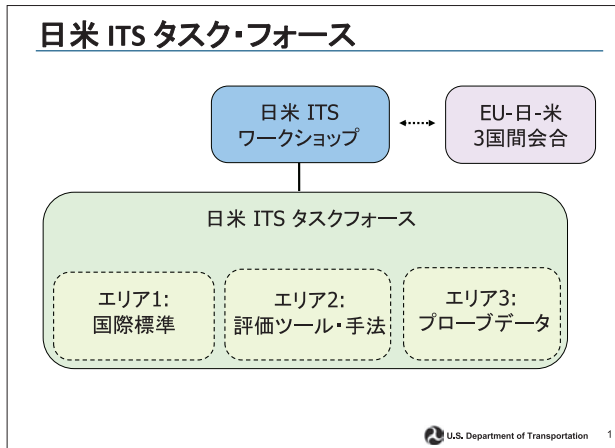 日米 ITS タスク・フォース
日米 ITS
ワークショップ
EU-日-米
3国間会合
日米 ITS タスクフォース
エリア1:
国際標準
エリア2:
評価ツール・手法
エリア3:
プローブデータ
U.S. Department of Transportation 1